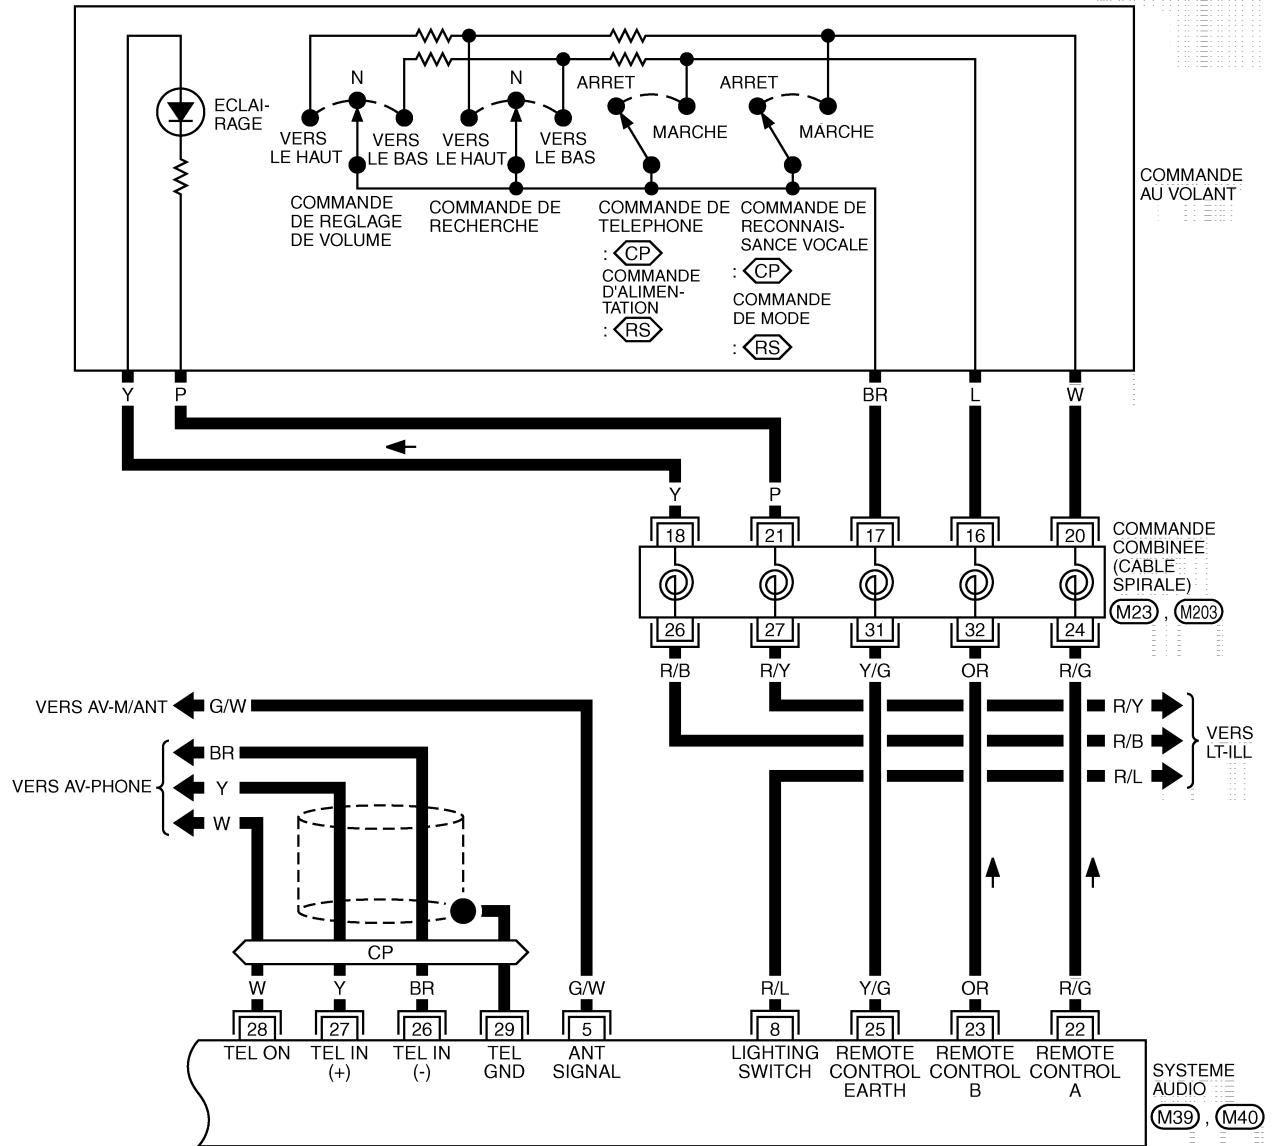 ECLAI-
RAGE
N
VERS
LE HAUT
VERS
LE BAS
N
VERS
LE HAUT
VERS
LE BAS
ARRET
MARCHE
ARRET
MARCHE
COMMANDE
DE REGLAGE
DE VOLUME
COMMANDE DE
RECHERCHE
COMMANDE DE
TELEPHONE
: CP
COMMANDE
D'ALIMEN-
TATION
: RS
COMMANDE DE
RECONNAIS-
SANCE VOCALE
: CP
COMMANDE
DE MODE
: RS
COMMANDE
AU VOLANT
Y P BR L W
Y P
18 21 17 16 20
COMMANDE
COMBINEE
(CABLE
SPIRALE)
M23 , M203
26 27 31 32 24
R/B R/Y Y/G OR R/G
VERS AV-M/ANT G/W
R/Y
R/B
R/L
VERS
LT-ILL
VERS AV-PHONE
BR
Y
W
CP
W Y BR G/W R/L Y/G OR R/G
28 27 26 29 5 8 25 23 22
TEL ON
TEL IN
(+)
TEL IN
(-)
TEL
GND
ANT
SIGNAL
LIGHTING
SWITCH
REMOTE
CONTROL
EARTH
REMOTE
CONTROL
B
REMOTE
CONTROL
A
SYSTEME
AUDIO
M39 , M40